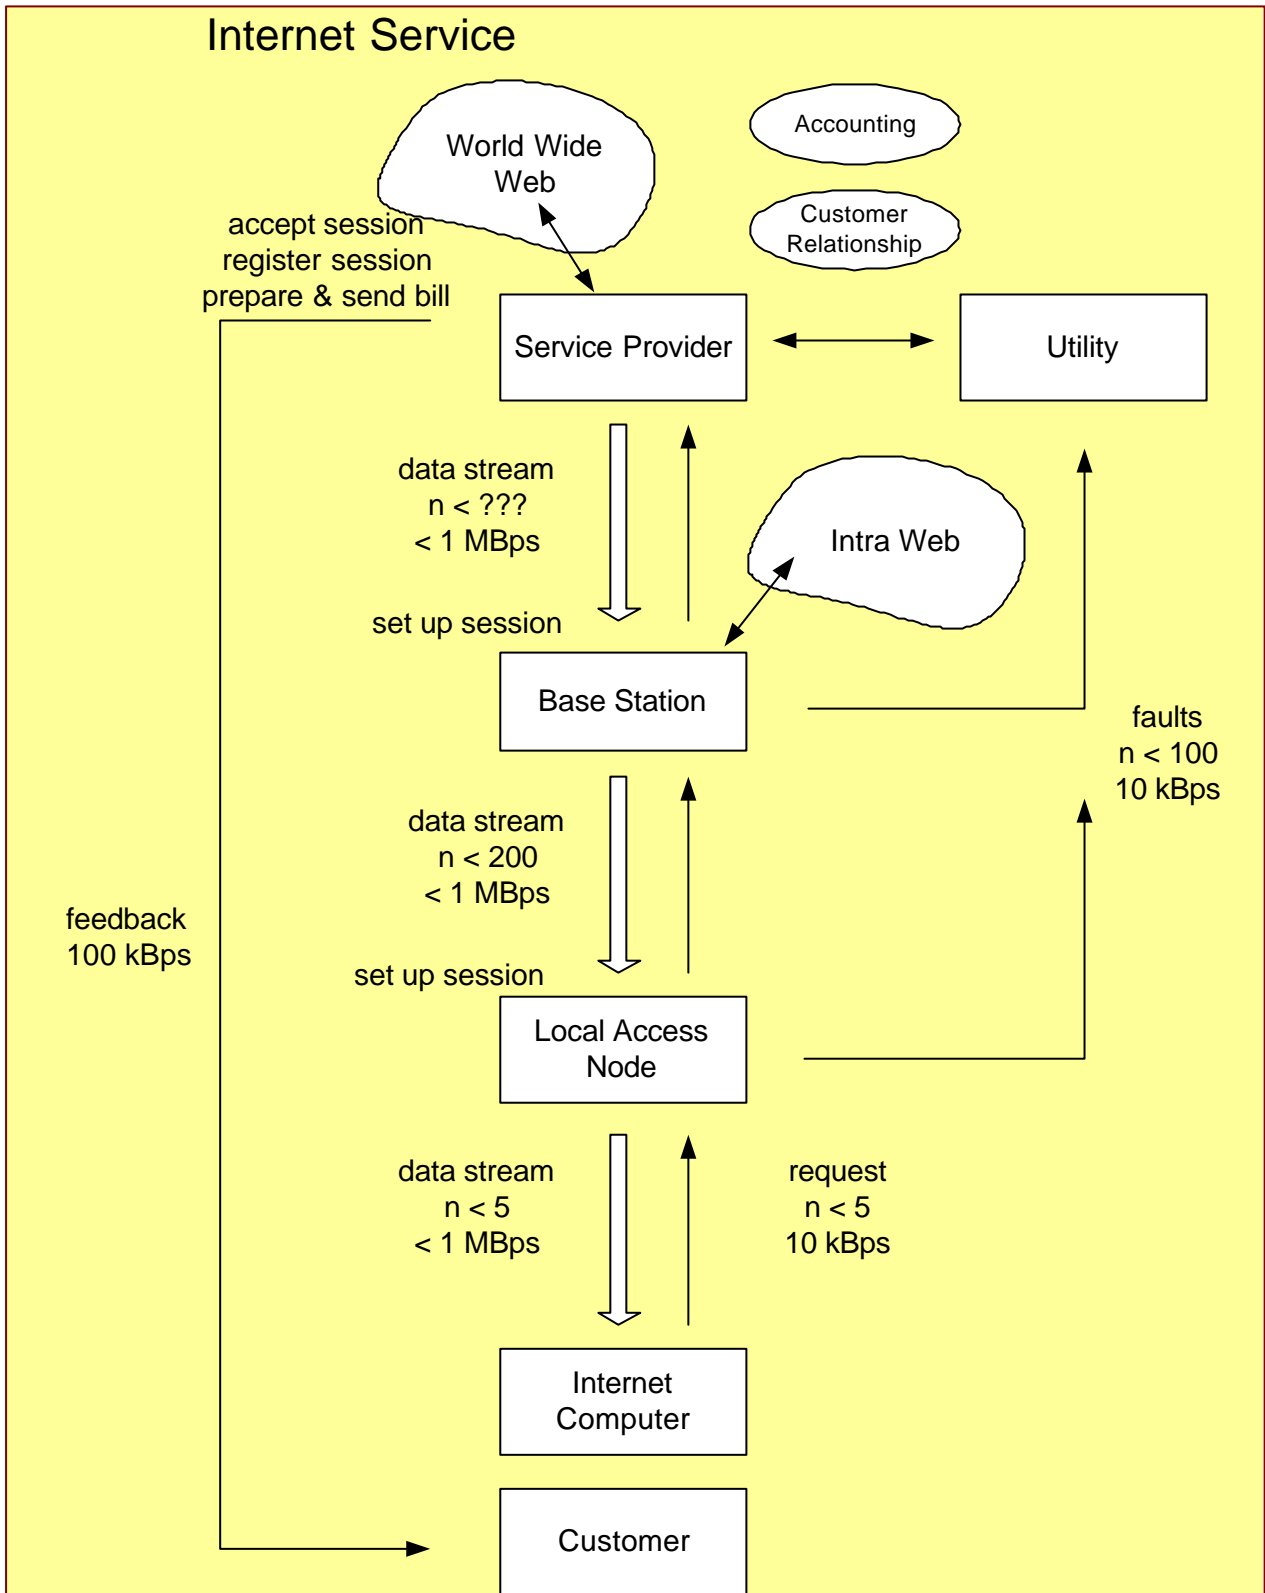 Internet Service
World Wide
Web
Accounting
Customer
Relationship
accept session
register session
prepare & send bill
Service Provider
Utility
data stream
n < ???
< 1 MBps
Intra Web
set up session
Base Station
faults
n < 100
10 kBps
data stream
n < 200
< 1 MBps
feedback
100 kBps
set up session
Local Access
Node
data stream
n < 5
< 1 MBps
request
n < 5
10 kBps
Internet
Computer
Customer